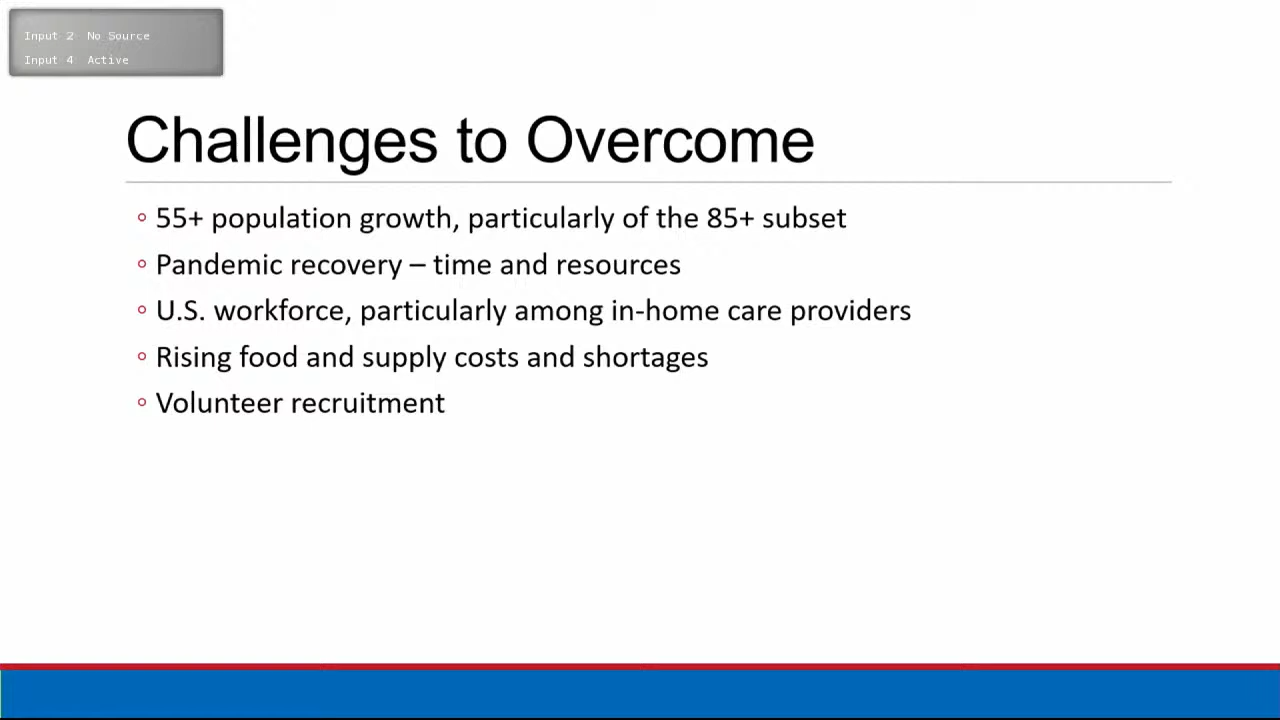 Input 2 No Source
Input 4 Active
Challenges to Overcome
◦ 55+ population growth, particularly of the 85+ subset
◦ Pandemic recovery – time and resources
◦ U.S. workforce, particularly among in-home care providers
◦ Rising food and supply costs and shortages
◦ Volunteer recruitment